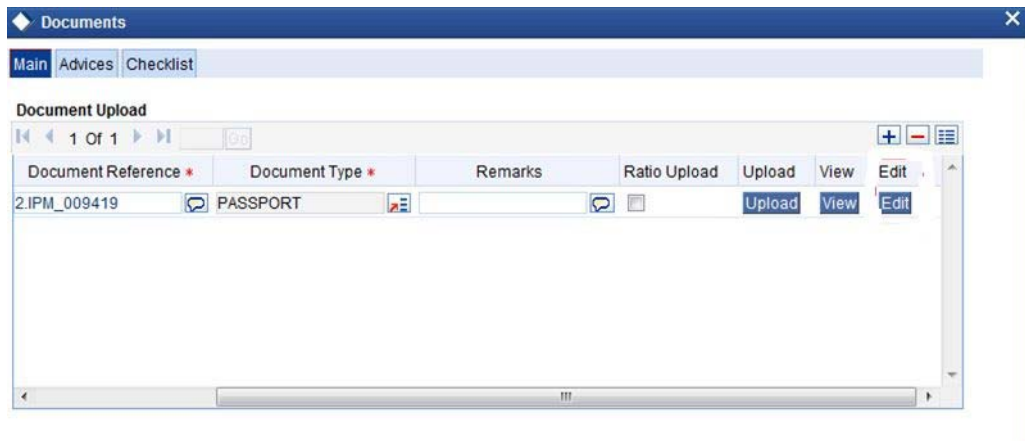 Documents
Main Advices Checklist
Document Upload
1 Of 1 Go
Document Reference * Document Type * Remarks Ratio Upload Upload View Edit
2.IPM_009419 PASSPORT Upload View Edit